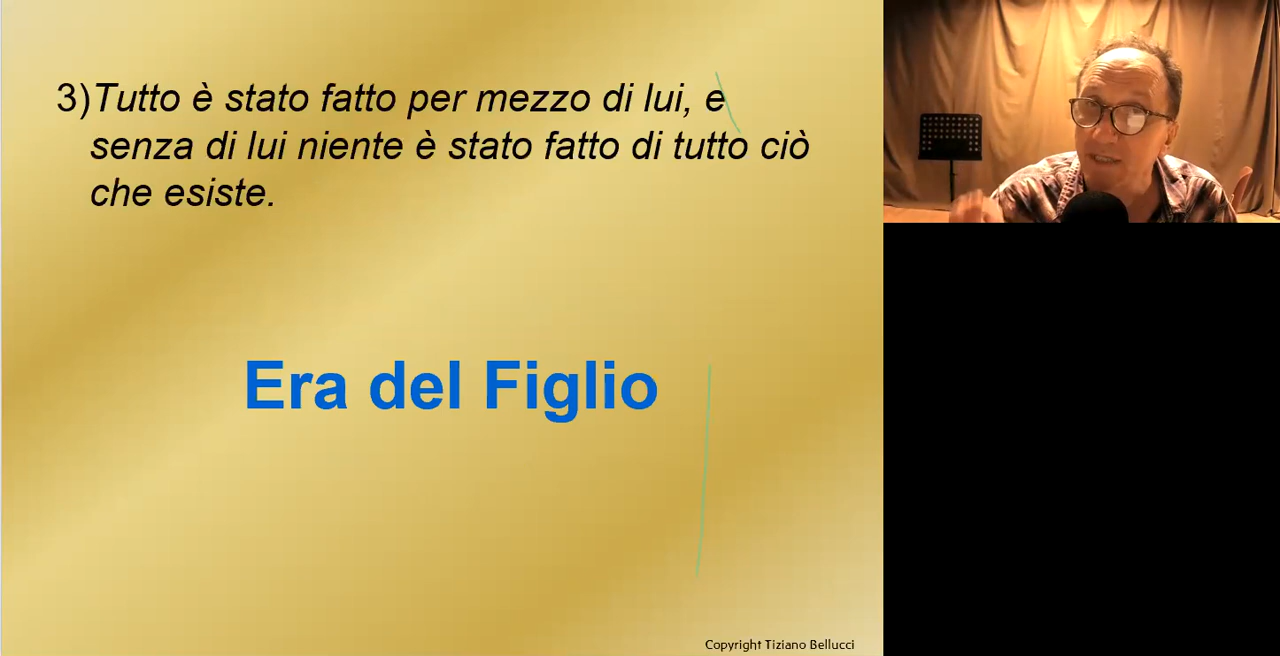 3)Tutto è stato fatto per mezzo di lui, e
senza di lui niente è stato fatto di tutto ciò
che esiste.
Era del Figlio
Copyright Tiziano Bellucci